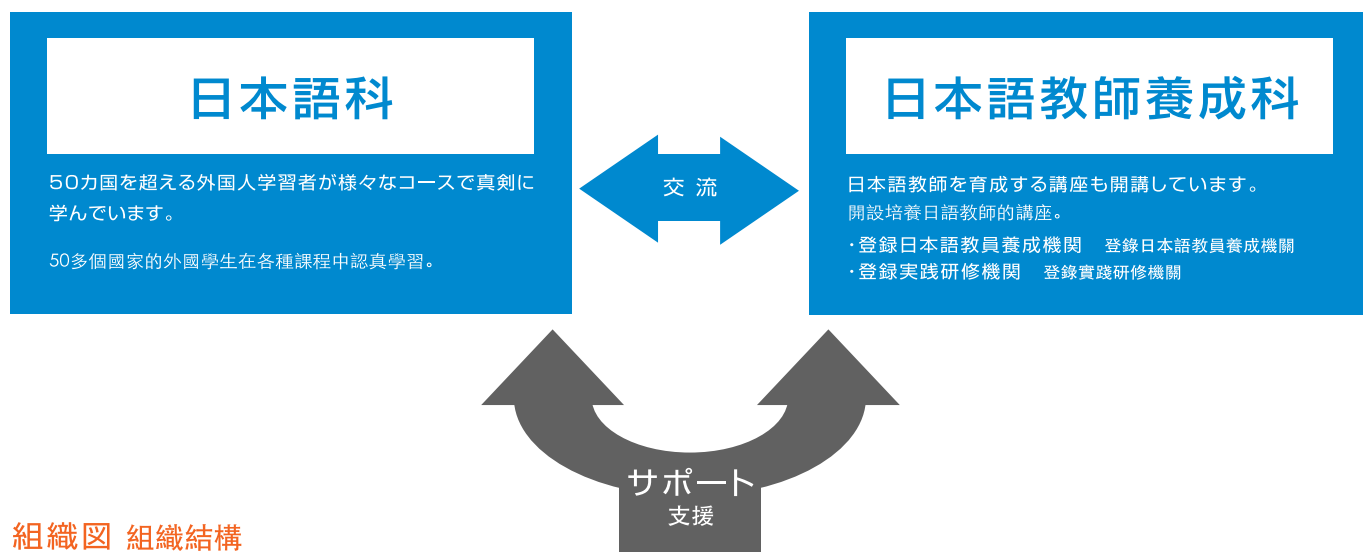 日本語科
50カ国を超える外国人学習者が様々なコースで真剣に
学んでいます。
50多個國家的外國學生在各種課程中認真學習。
交流
日本語教師養成科
日本語教師を育成する講座も開講しています。
開設培養日語教師的講座。
・登録日本語教員養成機関 登錄日本語教員養成機關
・登録実践研修機関 登錄實踐研修機關
サポート
支援
組織図 組織結構